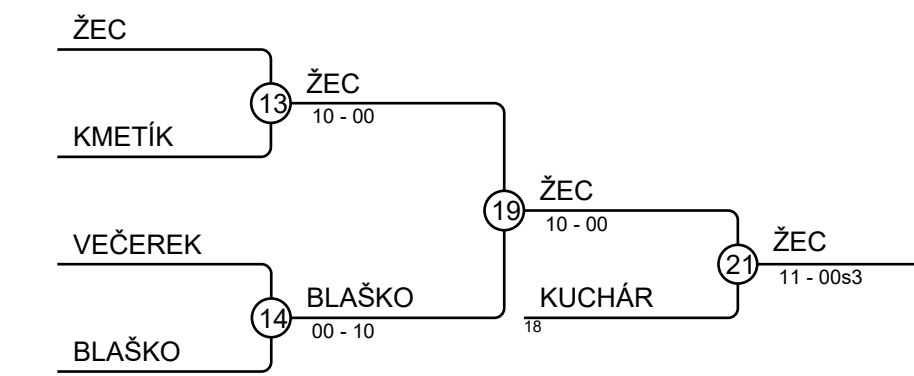 ŽEC
13
ŽEC
10 - 00
KMETÍK
19
ŽEC
10 - 00
VEČEREK
21
ŽEC
11 - 00s3
14
BLAŠKO
00 - 10
KUCHÁR
18
BLAŠKO